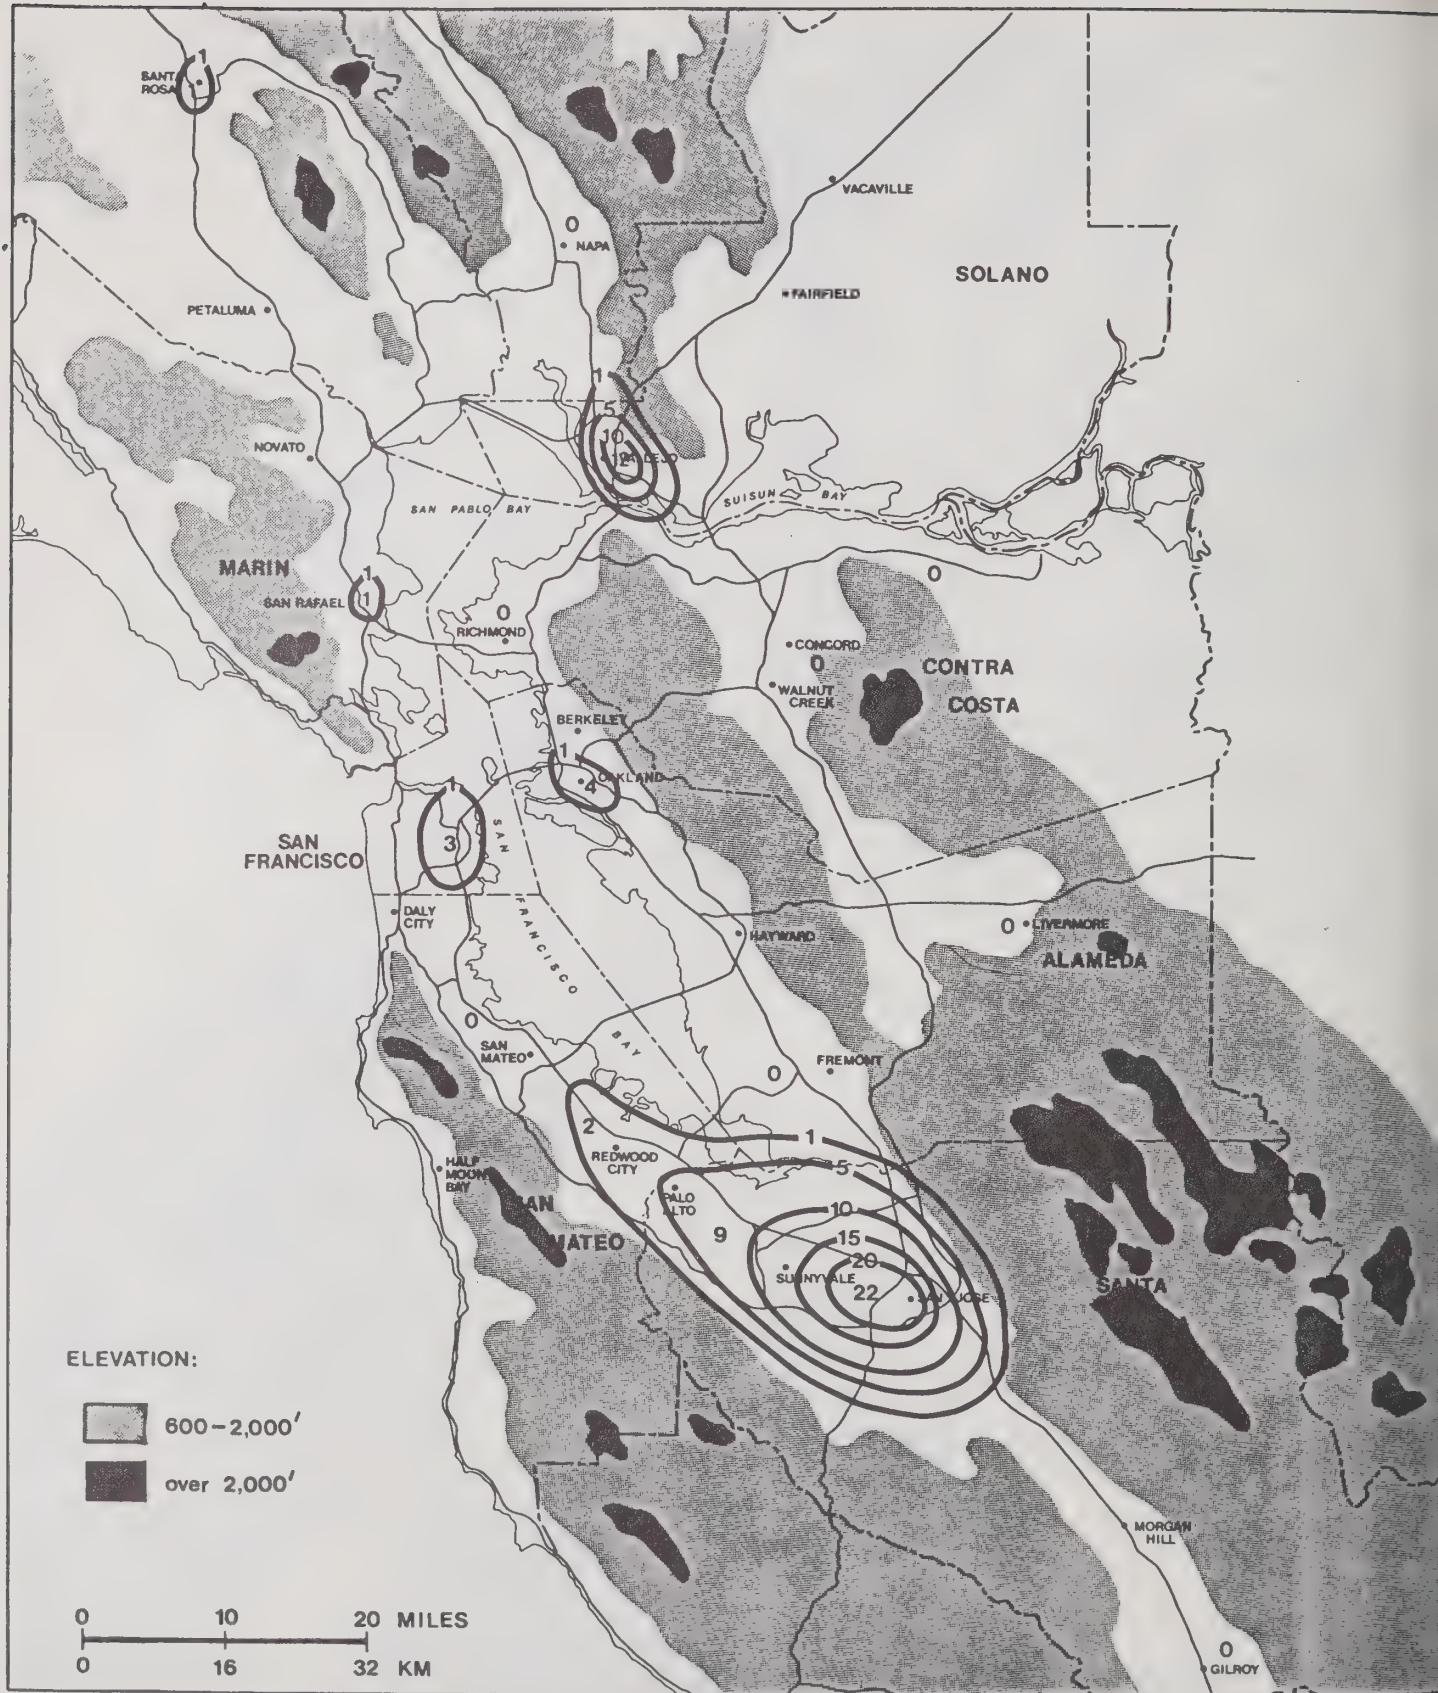 1
SANT
ROSA
VACAVILLE
0
NAPA
SOLANO
FAIRFIELD
PETALUMA
1
5
10
12
VALLEJO
NOVATO
SAN PABLO BAY
SUISUN BAY
MARIN
1
1
SAN RAFAEL
0
RICHMOND
0
CONCORD
0
CONTRA
COSTA
WALNUT
CREEK
BERKELEY
1
OAKLAND
4
1
3
SAN
FRANCISCO
SAN
FRANCISCO
BAY
DALY
CITY
HAYWARD
0
LIVERMORE
ALAMEDA
0
SAN
MATEO
FREMONT
0
2
REDWOOD
CITY
1
5
HALF
MOON
BAY
PALO
ALTO
SAN
MATEO
9
10
15
20
SUNNYVALE
22
SAN JOSE
SANTA
ELEVATION:
600-2,000'
over 2,000'
MORGAN
HILL
0 10 20 MILES
0 16 32 KM
0
GILROY